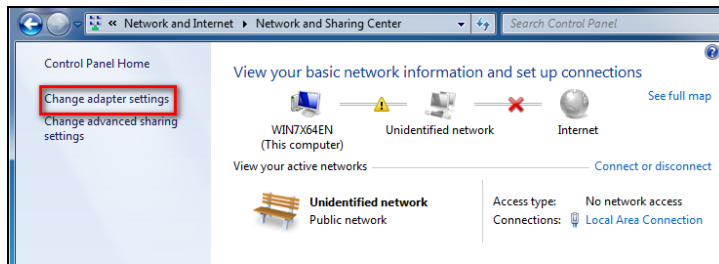 « Network and Internet ▸ Network and Sharing Center
Search Control Panel
Control Panel Home
Change adapter settings
Change advanced sharing
settings
View your basic network information and set up connections
See full map
WIN7X64EN
(This computer)
Unidentified network
Internet
View your active networks
Connect or disconnect
Unidentified network
Public network
Access type: No network access
Connections: Local Area Connection